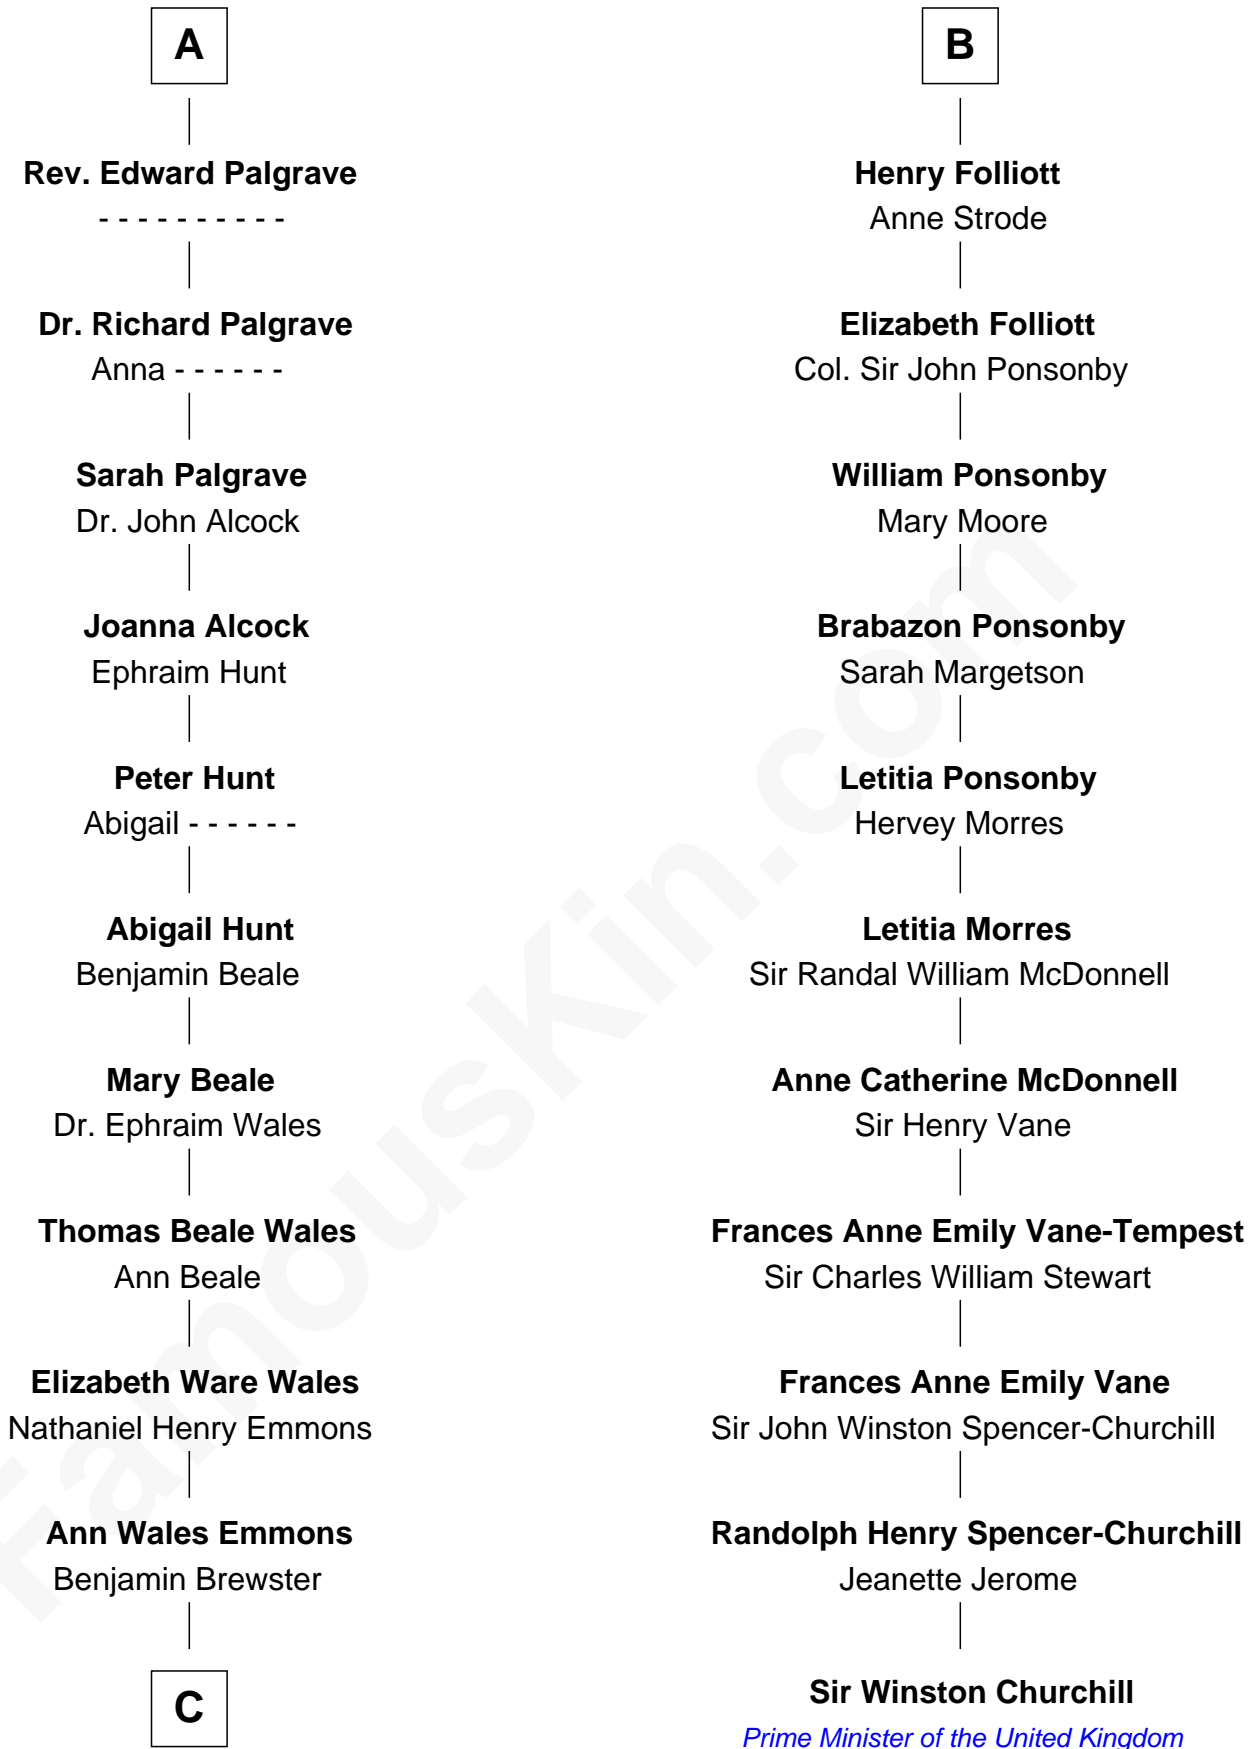 A
Rev. Edward Palgrave
- - - - - - - - - -
Dr. Richard Palgrave
Anna - - - - - -
Sarah Palgrave
Dr. John Alcock
Joanna Alcock
Ephraim Hunt
Peter Hunt
Abigail - - - - - -
Abigail Hunt
Benjamin Beale
Mary Beale
Dr. Ephraim Wales
Thomas Beale Wales
Ann Beale
Elizabeth Ware Wales
Nathaniel Henry Emmons
Ann Wales Emmons
Benjamin Brewster
C
B
Henry Folliott
Anne Strode
Elizabeth Folliott
Col. Sir John Ponsonby
William Ponsonby
Mary Moore
Brabazon Ponsonby
Sarah Margetson
Letitia Ponsonby
Hervey Morres
Letitia Morres
Sir Randal William McDonnell
Anne Catherine McDonnell
Sir Henry Vane
Frances Anne Emily Vane-Tempest
Sir Charles William Stewart
Frances Anne Emily Vane
Sir John Winston Spencer-Churchill
Randolph Henry Spencer-Churchill
Jeanette Jerome
Sir Winston Churchill
Prime Minister of the United Kingdom
FamousKin.com